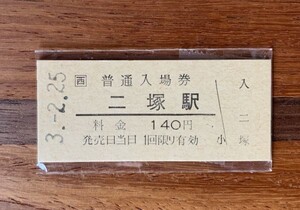 3.-2.25
西 普通入場券
二塚駅
料金 140円
発売日当日1回限り有効
小
入
二
塚